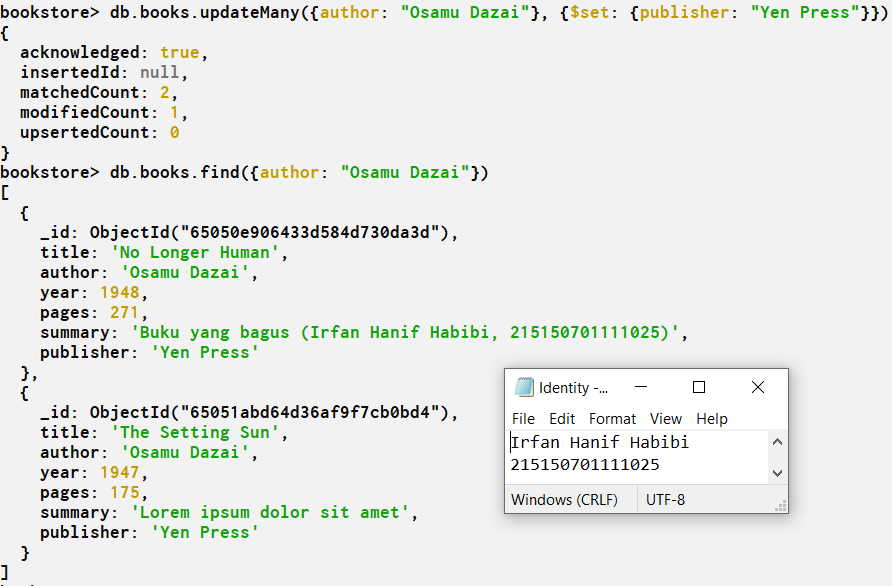 bookstore> db.books.updateMany({author: "Osamu Dazai"}, {$set: {publisher: "Yen Press"}})
{
  acknowledged: true,
  insertedId: null,
  matchedCount: 2,
  modifiedCount: 1,
  upsertedCount: 0
}
bookstore> db.books.find({author: "Osamu Dazai"})
[
  {
    _id: ObjectId("65050e906433d584d730da3d"),
    title: 'No Longer Human',
    author: 'Osamu Dazai',
    year: 1948,
    pages: 271,
    summary: 'Buku yang bagus (Irfan Hanif Habibi, 215150701111025)',
    publisher: 'Yen Press'
  },
  {
    _id: ObjectId("65051abd64d36af9f7cb0bd4"),
    title: 'The Setting Sun',
    author: 'Osamu Dazai',
    year: 1947,
    pages: 175,
    summary: 'Lorem ipsum dolor sit amet',
    publisher: 'Yen Press'
  }
]
Identity -...
File Edit Format View Help
Irfan Hanif Habibi
215150701111025
Windows (CRLF) UTF-8